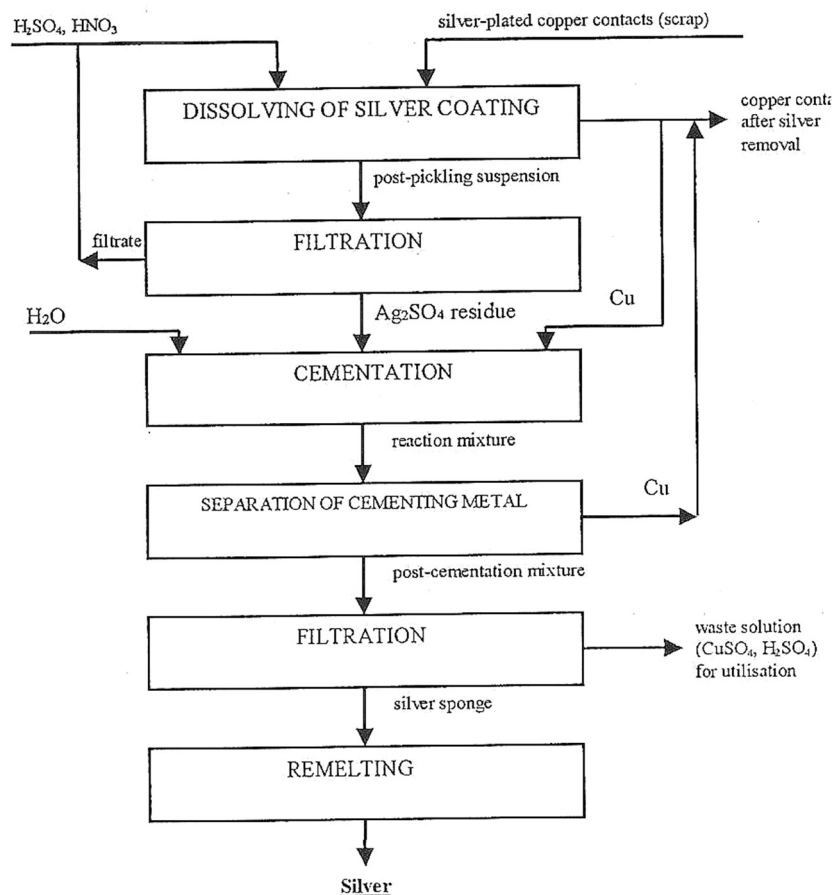 H₂SO₄, HNO₃
silver-plated copper contacts (scrap)
DISSOLVING OF SILVER COATING
copper conta
after silver
removal
post-pickling suspension
filtrate
FILTRATION
Ag₂SO₄ residue
Cu
H₂O
CEMENTATION
reaction mixture
SEPARATION OF CEMENTING METAL
Cu
post-cementation mixture
FILTRATION
waste solution
(CuSO₄, H₂SO₄)
for utilisation
silver sponge
REMELTING
Silver